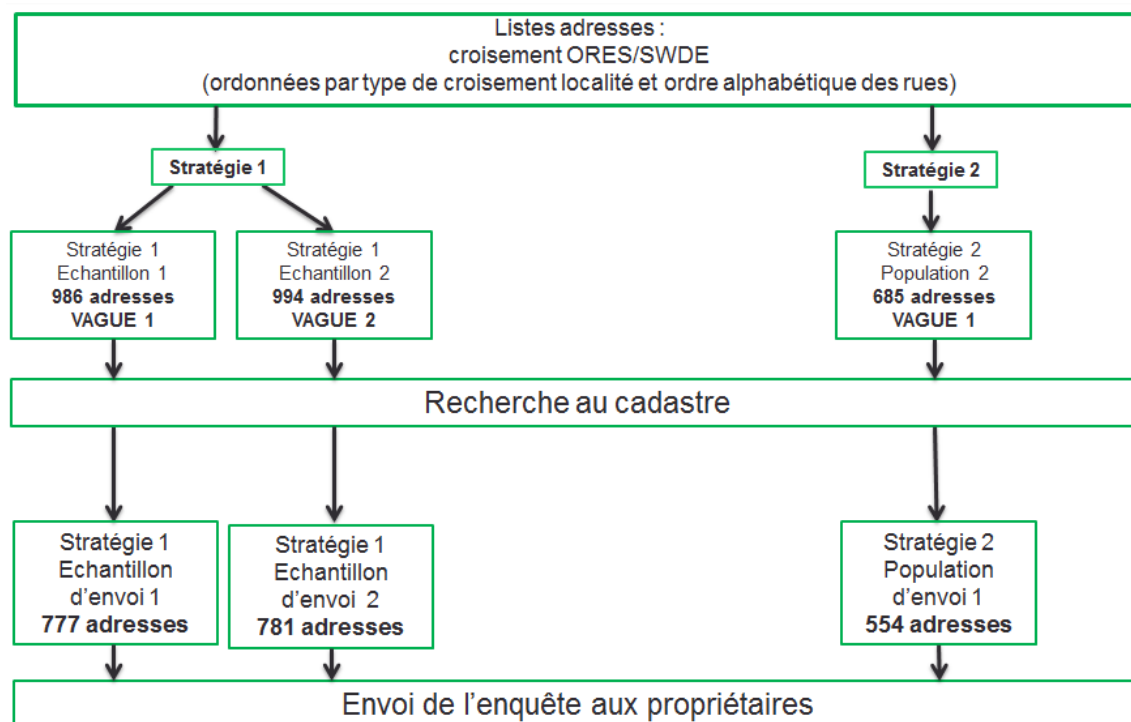 Listes adresses :
croisement ORES/SWDE
(ordonnées par type de croisement localité et ordre alphabétique des rues)
Stratégie 1
Stratégie 2
Stratégie 1
Echantillon 1
986 adresses
VAGUE 1
Stratégie 1
Echantillon 2
994 adresses
VAGUE 2
Stratégie 2
Population 2
685 adresses
VAGUE 1
Recherche au cadastre
Stratégie 1
Echantillon
d'envoi 1
777 adresses
Stratégie 1
Echantillon
d'envoi 2
781 adresses
Stratégie 2
Population
d'envoi 1
554 adresses
Envoi de l'enquête aux propriétaires